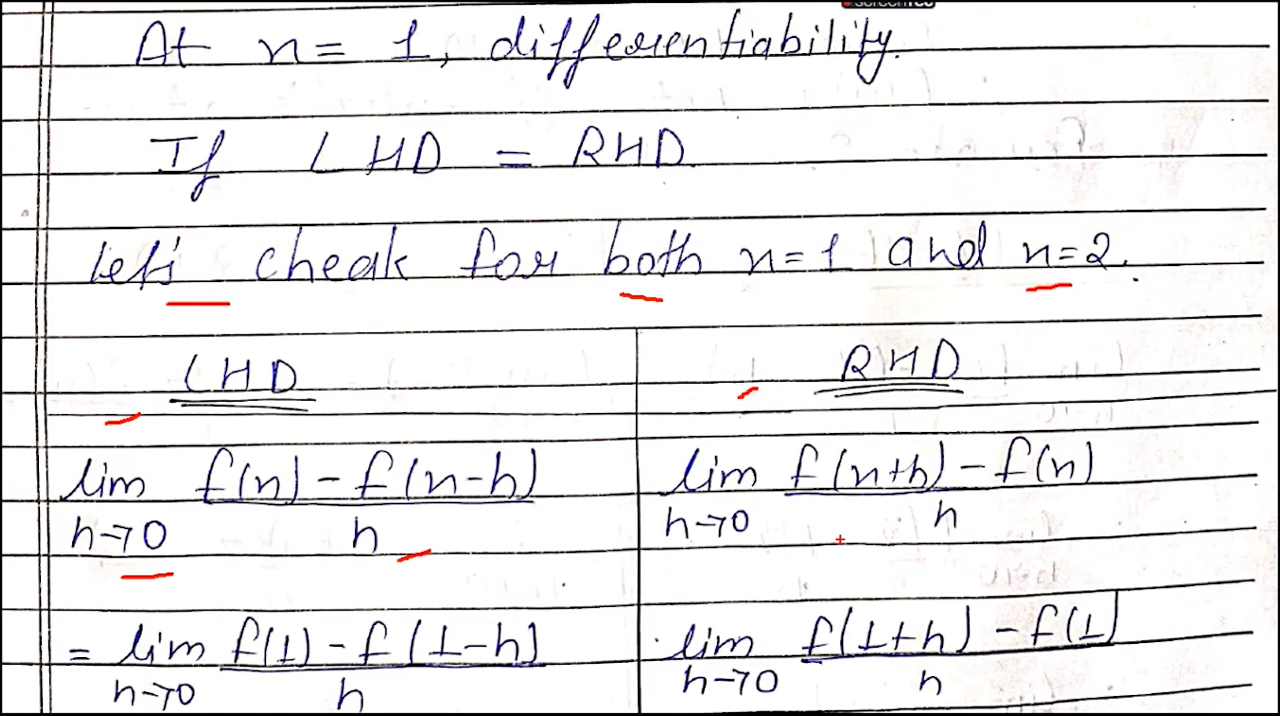 At x = 1, differentiability.
If LHD = RHD.
Let's cheak for both x=1 and x=2.
LHD
RHD
lim f(x) - f(x-h)
h→0 h
lim f(x+h) - f(x)
h→0 h
= lim f(1) - f(1-h)
h→0 h
lim f(1+h) - f(1)
h→0 h